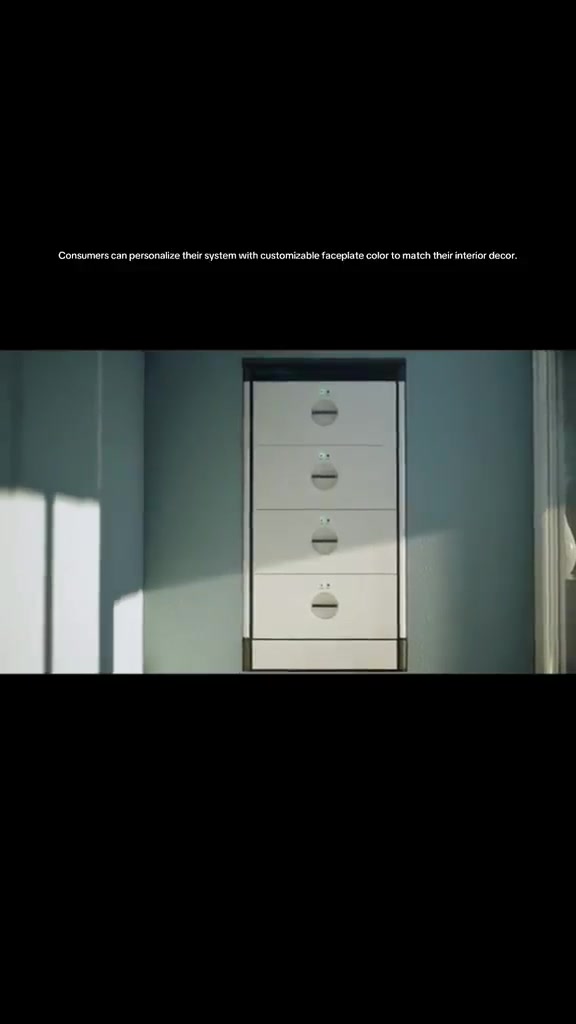 Consumers can personalize their system with customizable faceplate color to match their interior decor.